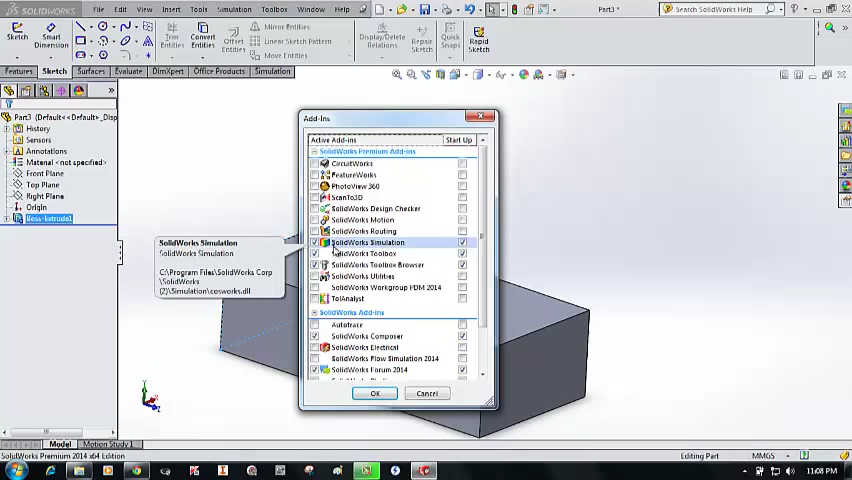 SOLIDWORKS File Edit View Insert Tools Simulation Toolbox Window Help Part3 * Search SolidWorks Help
Sketch
Smart Dimension
Trim Entities
Convert Entities
Offset Entities
Mirror Entities
Linear Sketch Pattern
Move Entities
Display/Delete Relations
Repair Sketch
Quick Snaps
Rapid Sketch
Features Sketch Surfaces Evaluate DimXpert Office Products Simulation
Part3 (Default<<Default>_Disp
History
Sensors
Annotations
Material <not specified>
Front Plane
Top Plane
Right Plane
Origin
Boss-Extrude1
Add-Ins
Active Add-ins Start Up
SolidWorks Premium Add-ins
CircuitWorks
FeatureWorks
PhotoView 360
ScanTo3D
SolidWorks Design Checker
SolidWorks Motion
SolidWorks Routing
SolidWorks Simulation
SolidWorks Toolbox
SolidWorks Toolbox Browser
SolidWorks Utilities
SolidWorks Workgroup PDM 2014
TolAnalyst
SolidWorks Add-ins
Autotrace
SolidWorks Composer
SolidWorks Electrical
SolidWorks Flow Simulation 2014
SolidWorks Forum 2014
OK Cancel
SolidWorks Simulation
SolidWorks Simulation
C:\Program Files\SolidWorks Corp
\SolidWorks
(2)\Simulation\cosworks.dll
Model Motion Study 1
SolidWorks Premium 2014 x64 Edition Editing Part MMGS
11:08 PM